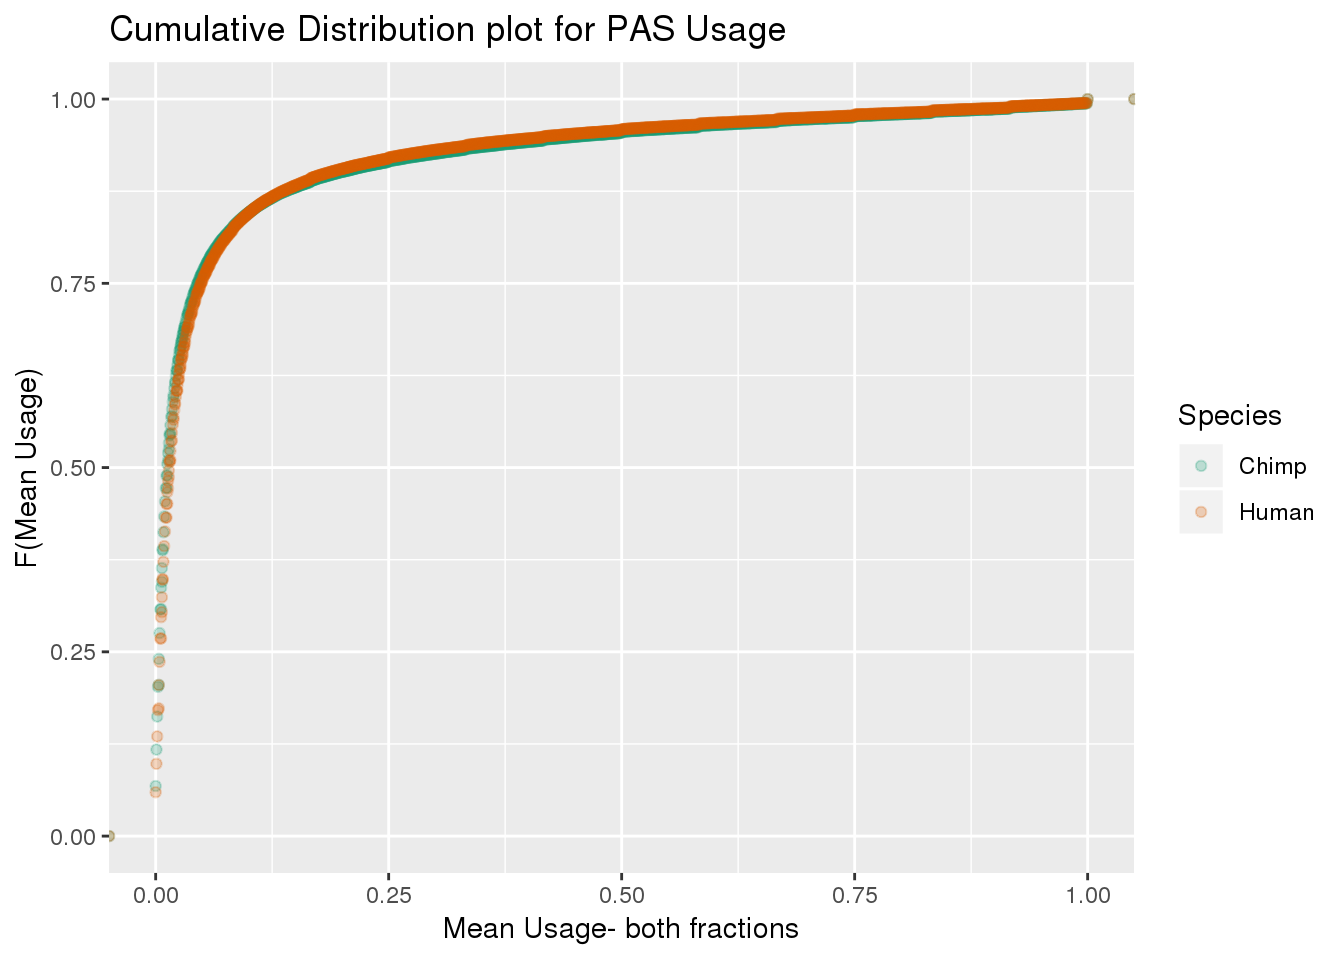 Cumulative Distribution plot for PAS Usage
F(Mean Usage)
1.00
0.75
0.50
0.25
0.00
0.00 0.25 0.50 0.75 1.00
Mean Usage- both fractions
Species
Chimp
Human